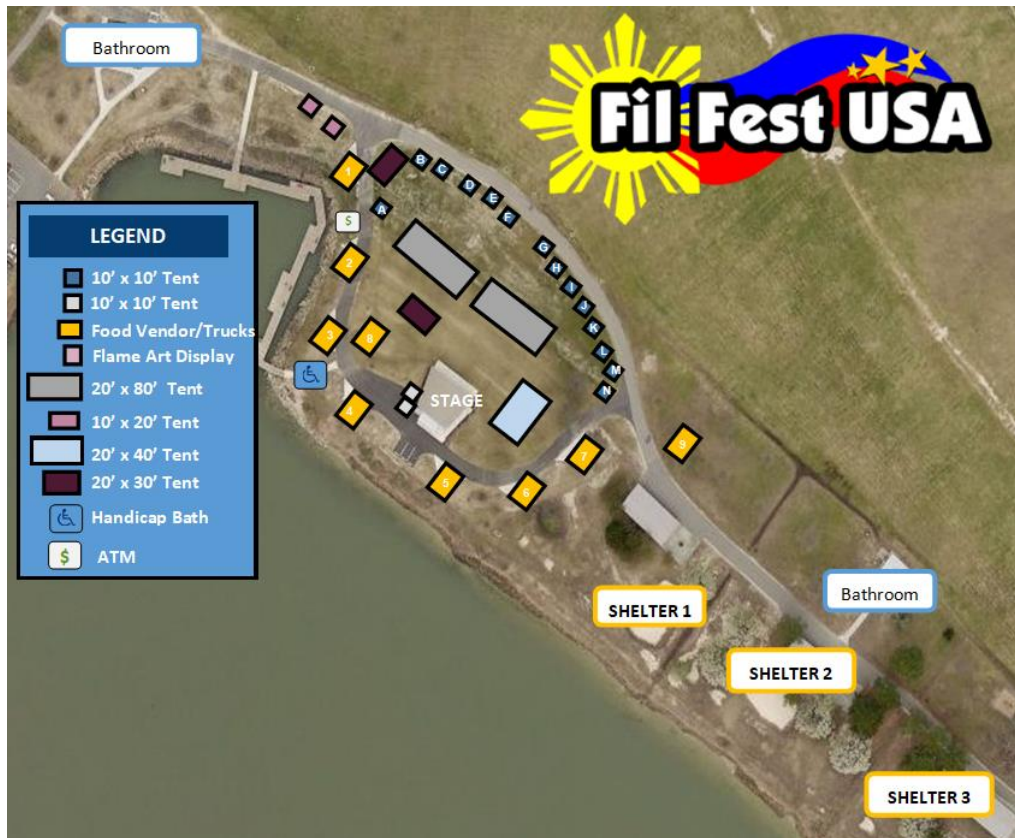 Bathroom
Fil Fest USA
1
B
C
D
E
A
F
$
2
G
H
I
J
3
8
K
L
M
N
STAGE
4
5
6
7
9
LEGEND
10' x 10' Tent
10' x 10' Tent
Food Vendor/Trucks
Flame Art Display
20' x 80' Tent
10' x 20' Tent
20' x 40' Tent
20' x 30' Tent
Handicap Bath
$ ATM
Bathroom
SHELTER 1
SHELTER 2
SHELTER 3